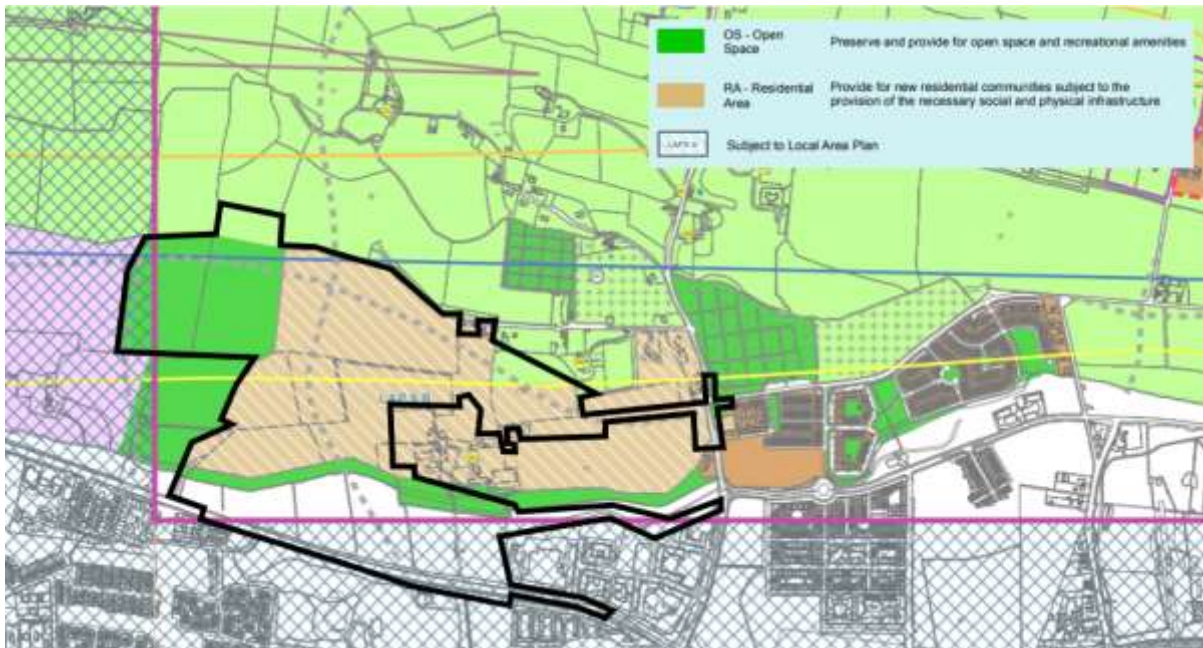 OS - Open Space
Preserve and provide for open space and recreational amenities
RA - Residential Area
Provide for new residential communities subject to the
provision of the necessary social and physical infrastructure
Subject to Local Area Plan